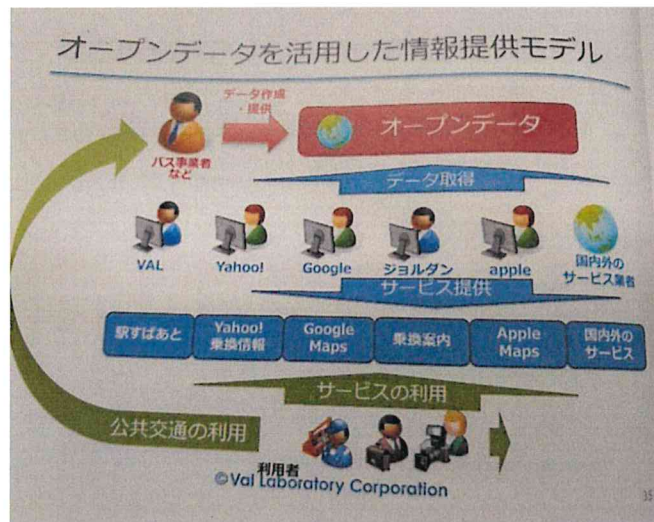 オープンデータを活用した情報提供モデル
データ作成
・提供
オープンデータ
バス事業者
など
データ取得
VAL
Yahoo!
Google
ジョルダン
apple
国内外の
サービス業者
サービス提供
駅すぱあと
Yahoo!
乗換情報
Google
Maps
乗換案内
Apple
Maps
国内外の
サービス
サービスの利用
公共交通の利用
利用者
©Val Laboratory Corporation
35